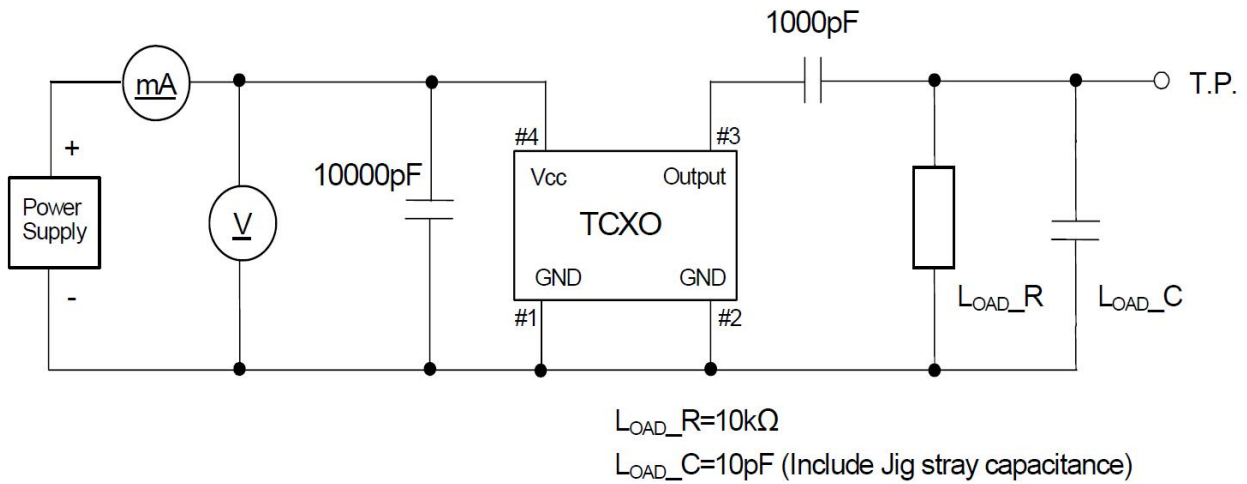 1000pF
mA
T.P.
+
#4
#3
10000pF
Vcc
Output
Power
Supply
V
TCXO
GND
GND
-
#1
#2
LOAD_R
LOAD_C
LOAD_R=10kΩ
LOAD_C=10pF (Include Jig stray capacitance)